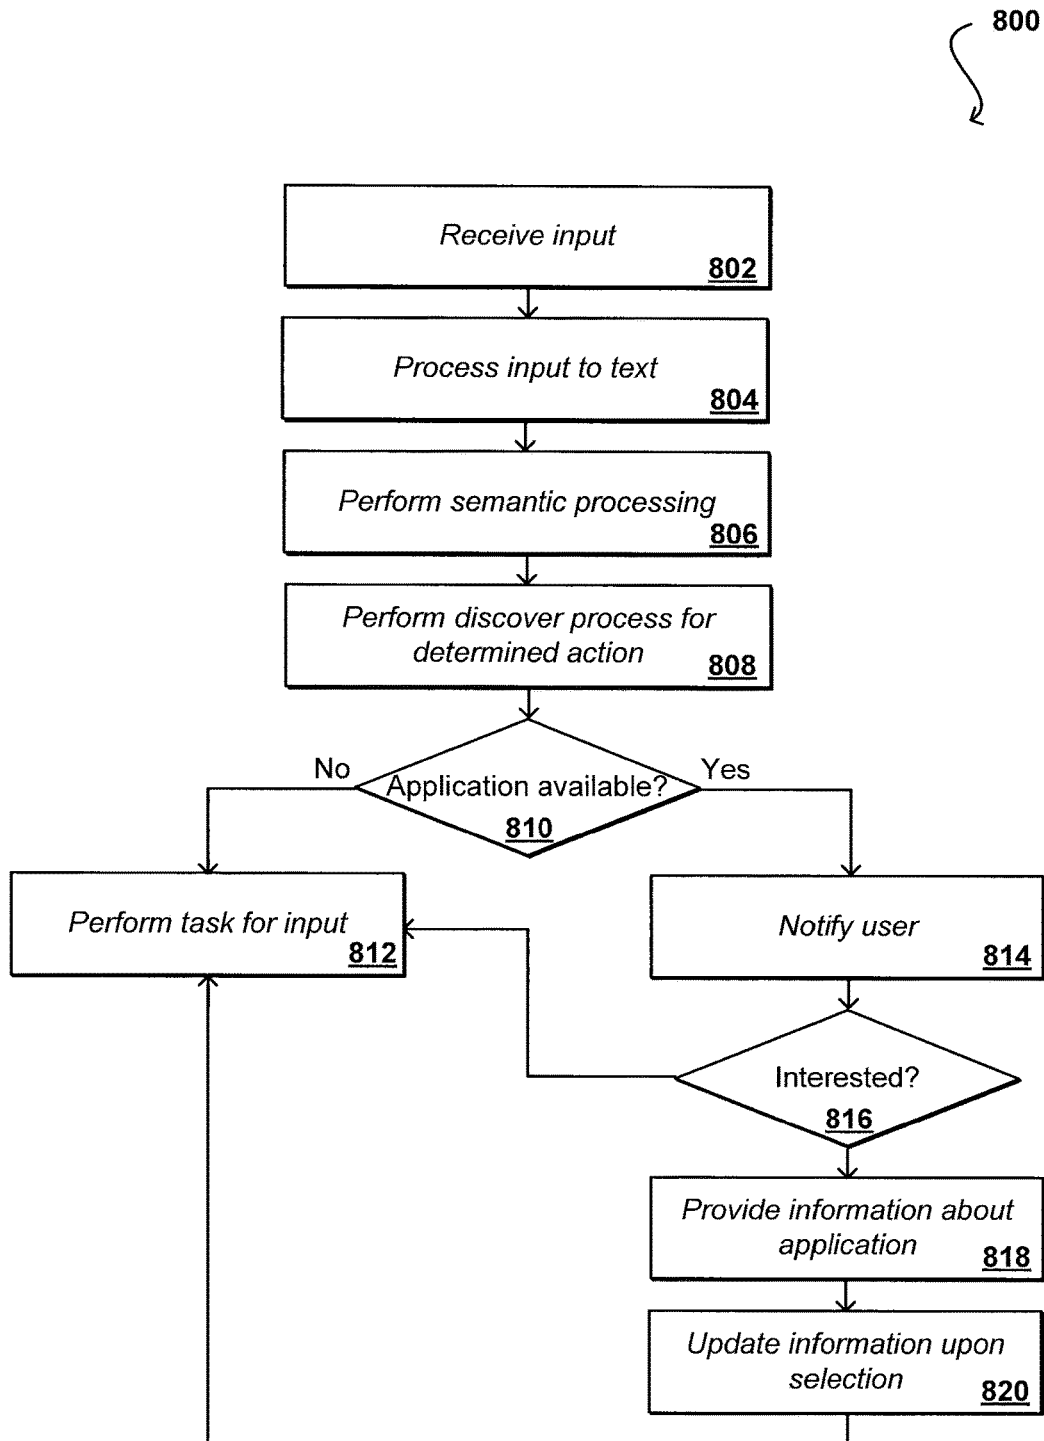 800
Receive input
802
Process input to text
804
Perform semantic processing
806
Perform discover process for
determined action
808
No
Application available?
Yes
810
Perform task for input
812
Notify user
814
Interested?
816
Provide information about
application
818
Update information upon
selection
820